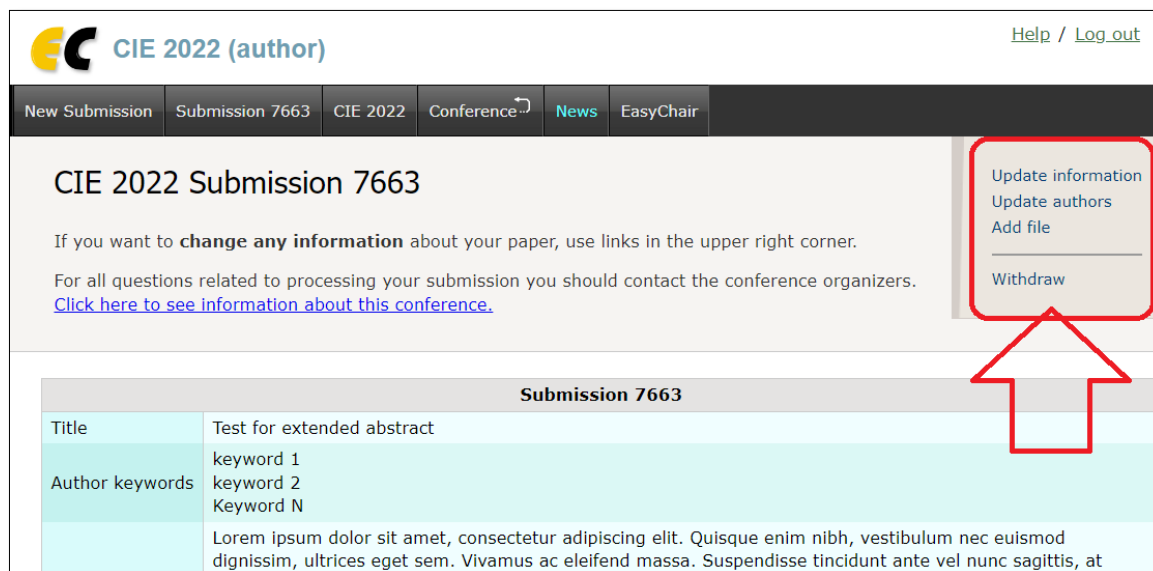 EC CIE 2022 (author)
Help / Log out
New Submission Submission 7663 CIE 2022 Conference News EasyChair
CIE 2022 Submission 7663
If you want to change any information about your paper, use links in the upper right corner.
For all questions related to processing your submission you should contact the conference organizers.
Click here to see information about this conference.
Update information
Update authors
Add file
Withdraw
Submission 7663
Title Test for extended abstract
Author keywords
keyword 1
keyword 2
Keyword N
Lorem ipsum dolor sit amet, consectetur adipiscing elit. Quisque enim nibh, vestibulum nec euismod
dignissim, ultrices eget sem. Vivamus ac eleifend massa. Suspendisse tincidunt ante vel nunc sagittis, at